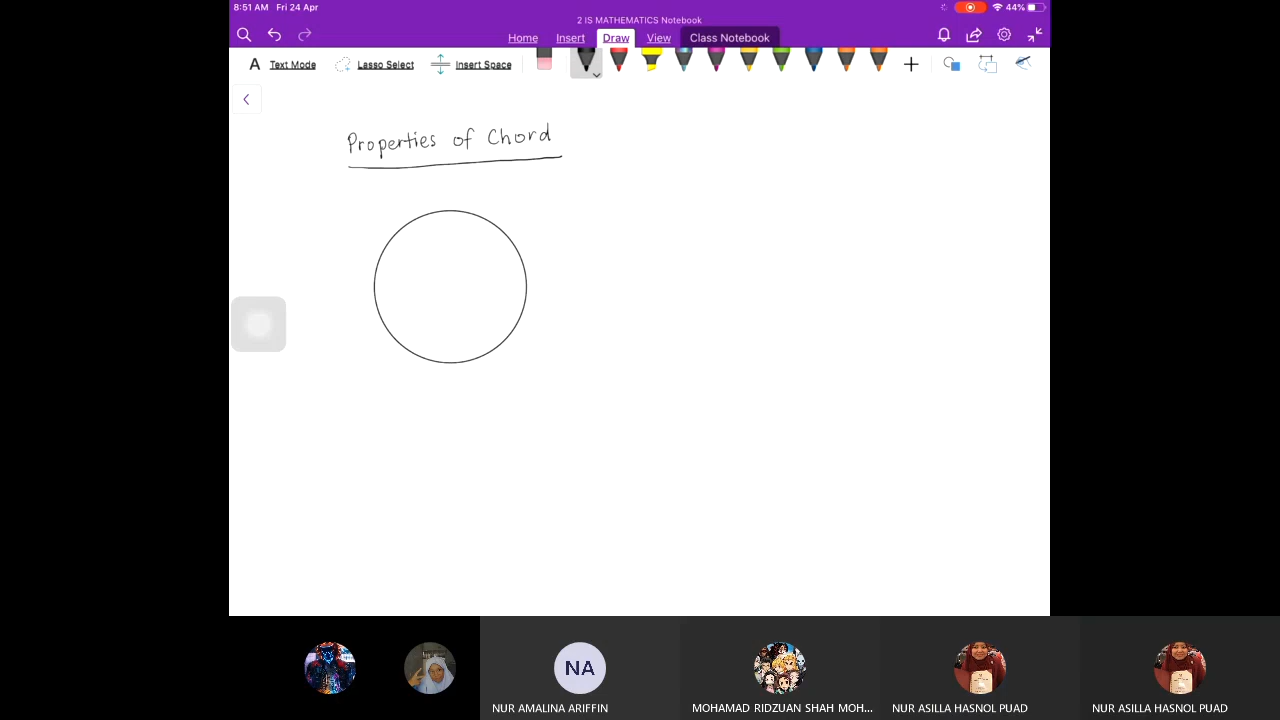 8:51 AM Fri 24 Apr
44%
2 IS MATHEMATICS Notebook
Home Insert Draw View Class Notebook
A Text Mode Lasso Select Insert Space
Properties of Chord
NA
NUR AMALINA ARIFFIN
MOHAMAD RIDZUAN SHAH MOH...
NUR ASILLA HASNOL PUAD
NUR ASILLA HASNOL PUAD